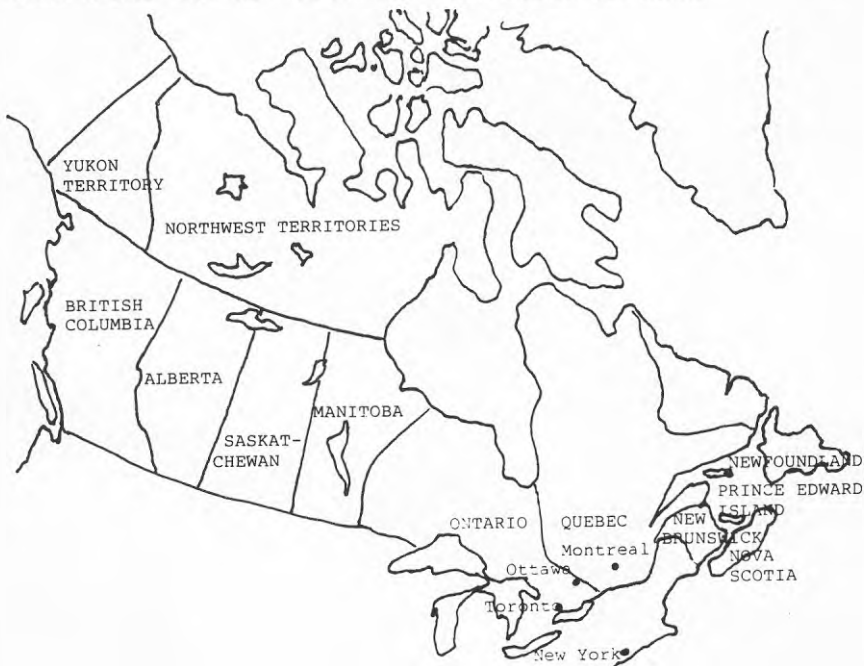 YUKON
TERRITORY
NORTHWEST TERRITORIES
BRITISH
COLUMBIA
ALBERTA
SASKAT-
CHEWAN
MANITOBA
ONTARIO
QUEBEC
NEWFOUNDLAND
PRINCE EDWARD
ISLAND
NEW
BRUNSWICK
NOVA
SCOTIA
Montreal
Ottawa
Toronto
New York